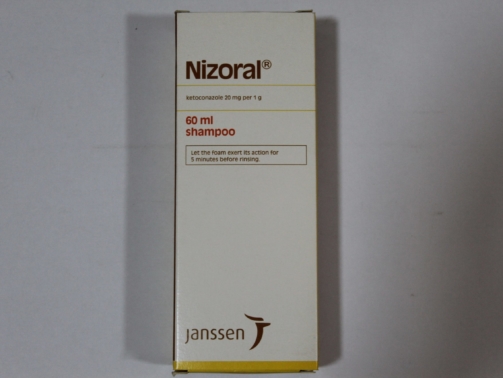 Nizoral®
ketoconazole 20 mg per 1 g
60 ml
shampoo
Let the foam exert its action for
5 minutes before rinsing.
janssen